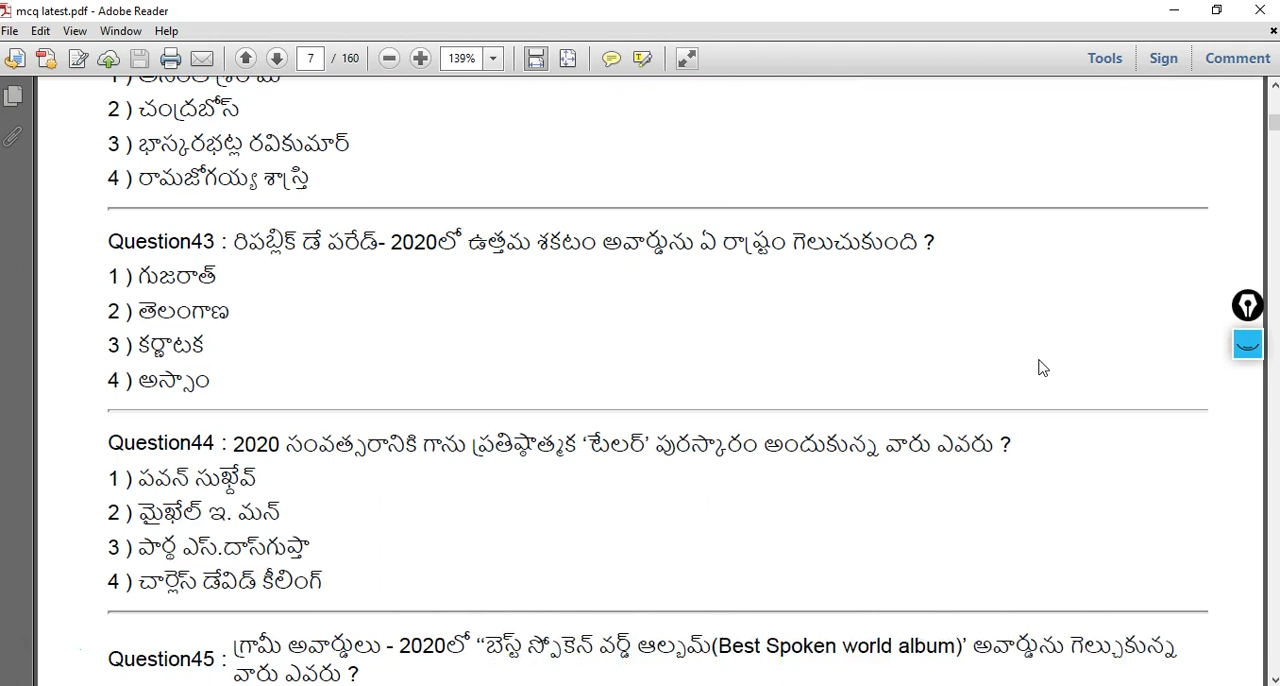 mcq latest.pdf - Adobe Reader
File Edit View Window Help
7 / 160 139% Tools Sign Comment
2 ) చంద్రబోస్
3 ) భాస్కరభట్ల రవికుమార్
4 ) రామజోగయ్య శాస్త్రి
Question43 : రిపబ్లిక్ డే పరేడ్- 2020లో ఉత్తమ శకటం అవార్డును ఏ రాష్ట్రం గెలుచుకుంది ?
1 ) గుజరాత్
2 ) తెలంగాణ
3 ) కర్ణాటక
4 ) అస్సాం
Question44 : 2020 సంవత్సరానికి గాను ప్రతిష్ఠాత్మక ‘టేలర్’ పురస్కారం అందుకున్న వారు ఎవరు ?
1 ) పవన్ సుఖ్దేవ్
2 ) మైఖేల్ ఇ. మన్
3 ) పార్థ ఎస్.దాస్‌గుప్తా
4 ) చార్లెస్ డేవిడ్ కీలింగ్
Question45 : గ్రామీ అవార్డులు - 2020లో “బెస్ట్ స్పోకెన్ వర్డ్ ఆల్బమ్(Best Spoken world album)’ అవార్డును గెల్చుకున్న
వారు ఎవరు ?